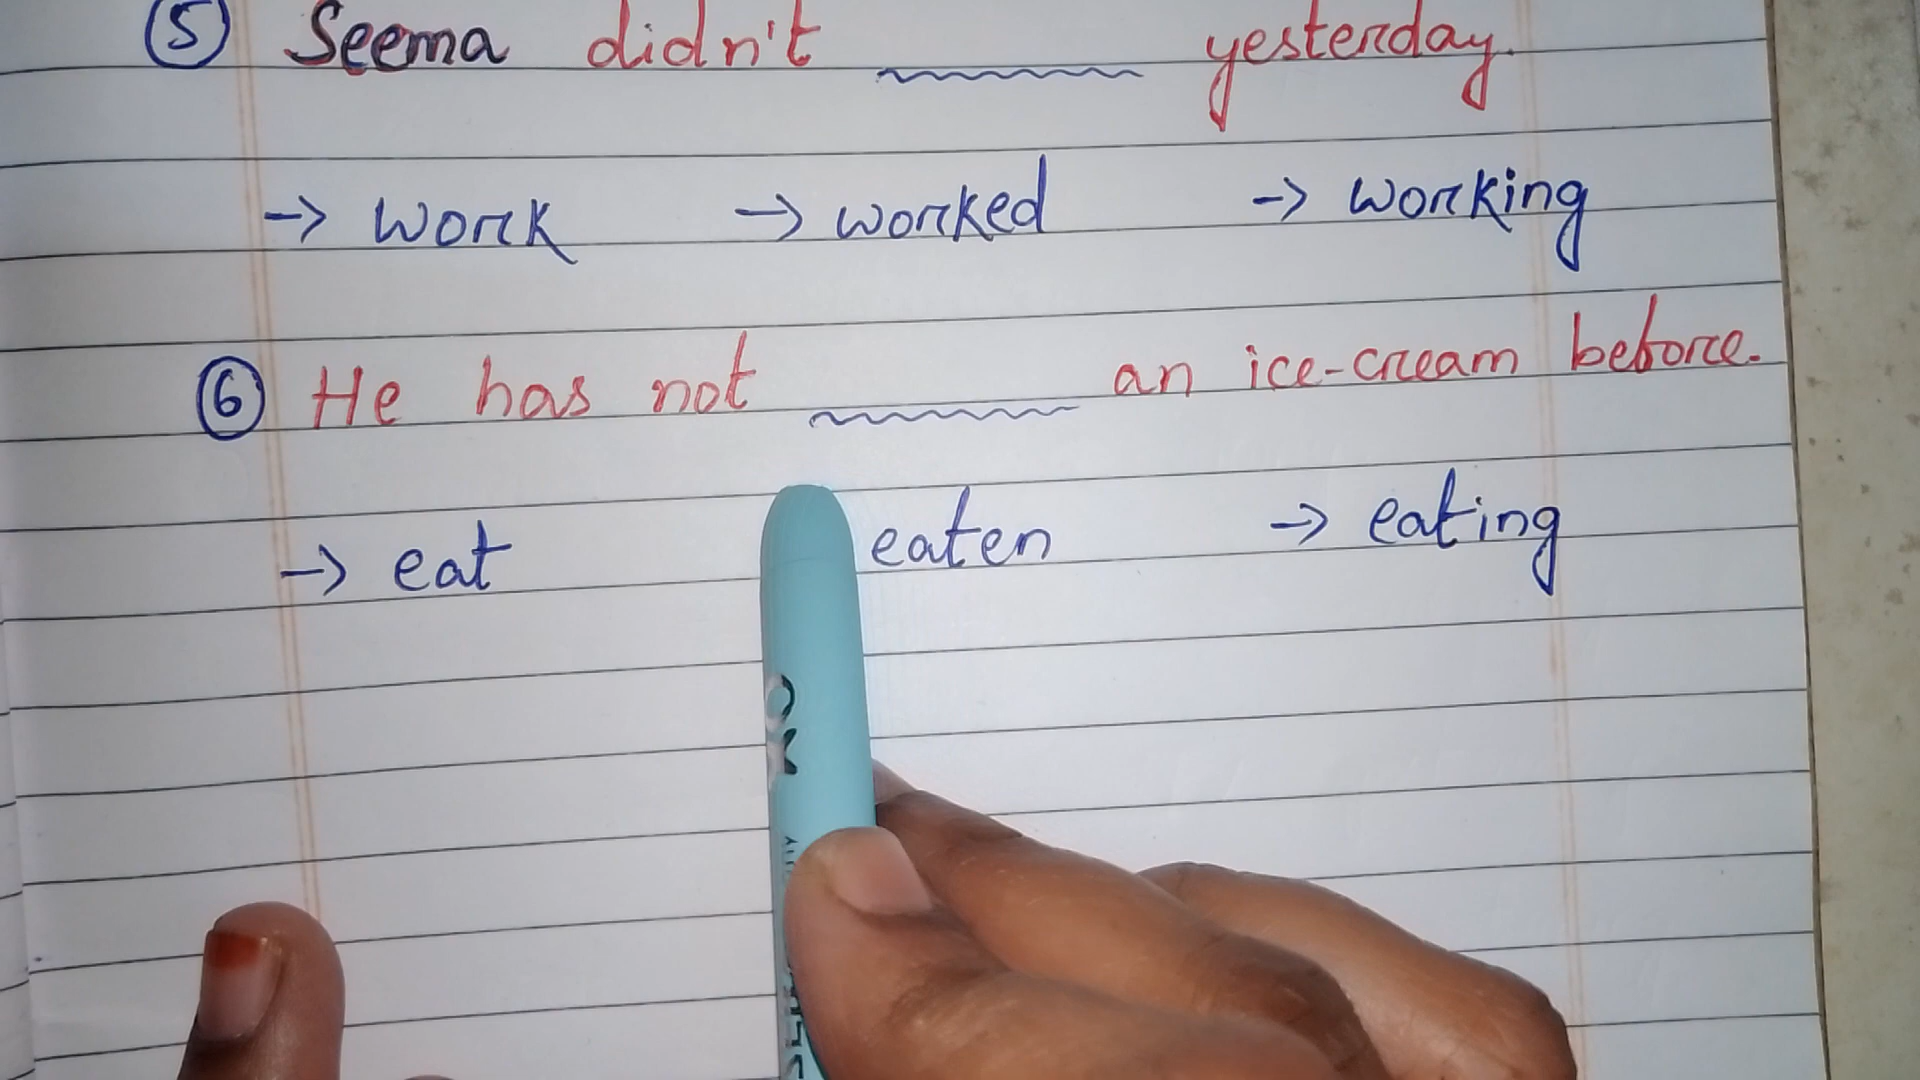 5 Seema didn't ______ yesterday.
→ work → worked → working
6 He has not ______ an ice-cream before.
→ eat eaten → eating